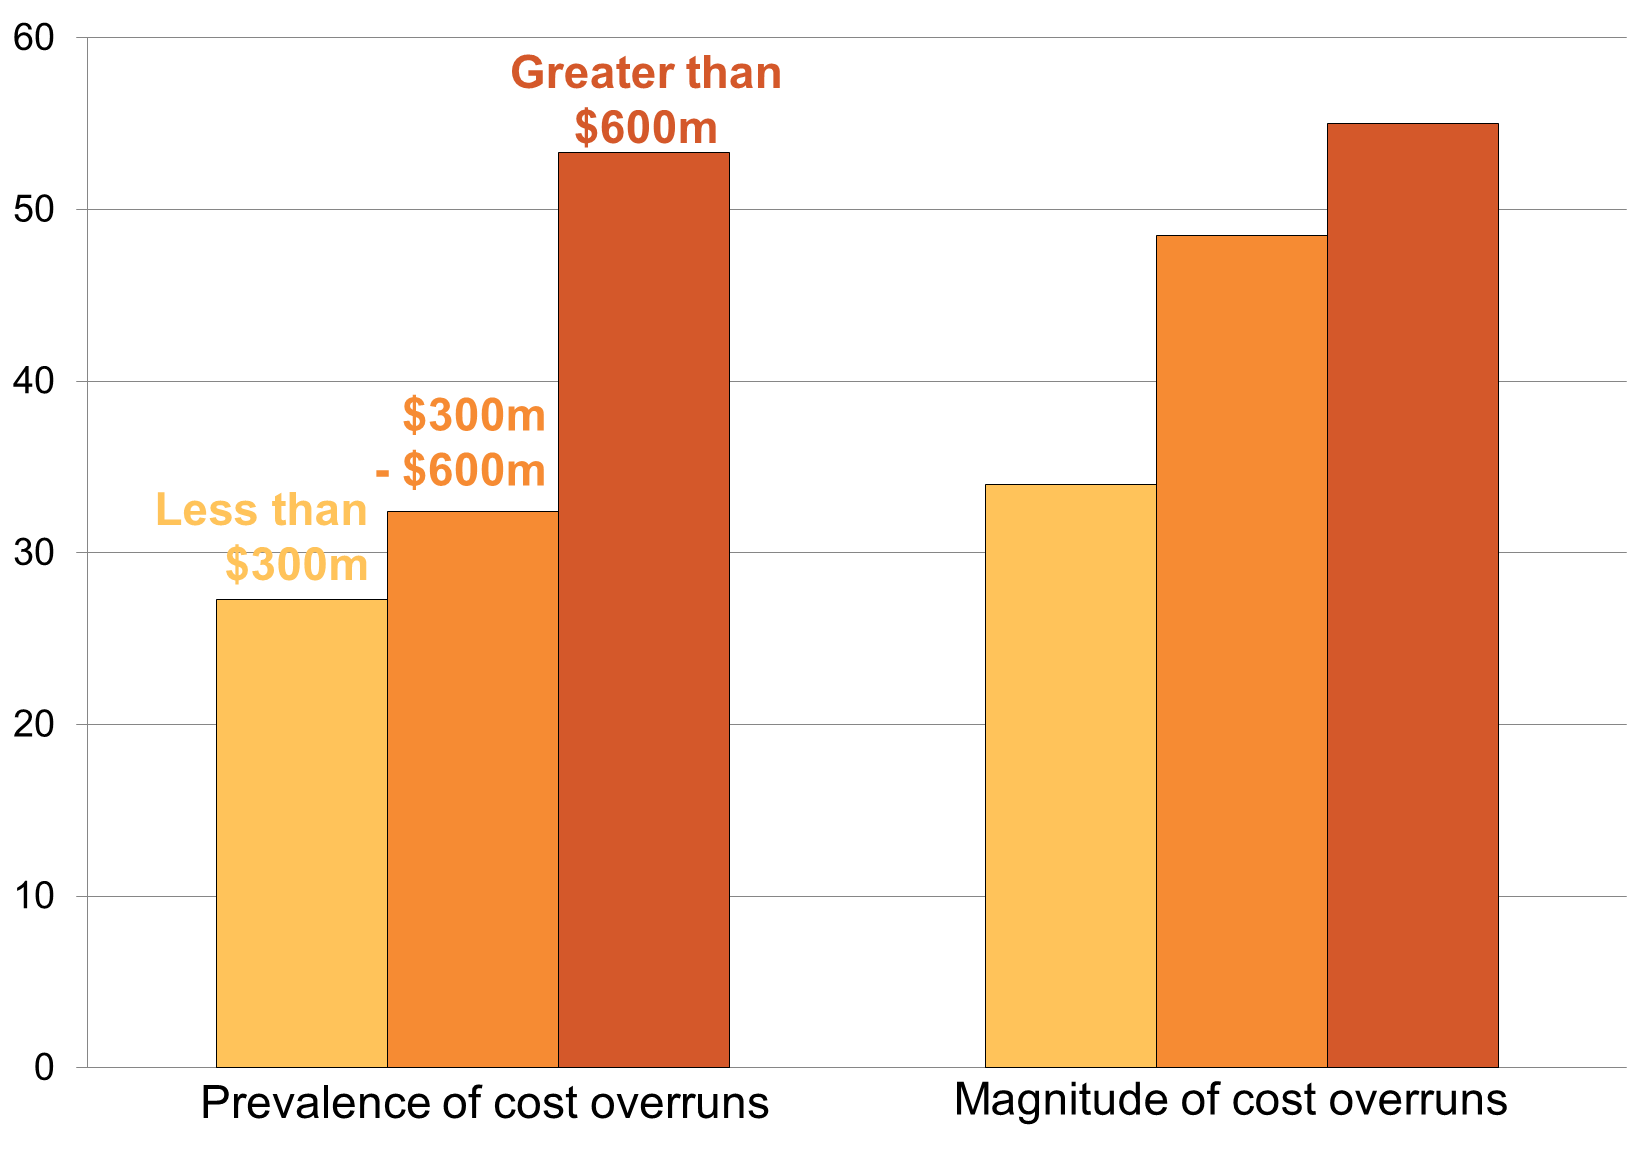 60
50
40
30
20
10
0
Greater than
$600m
$300m
- $600m
Less than
$300m
Prevalence of cost overruns
Magnitude of cost overruns